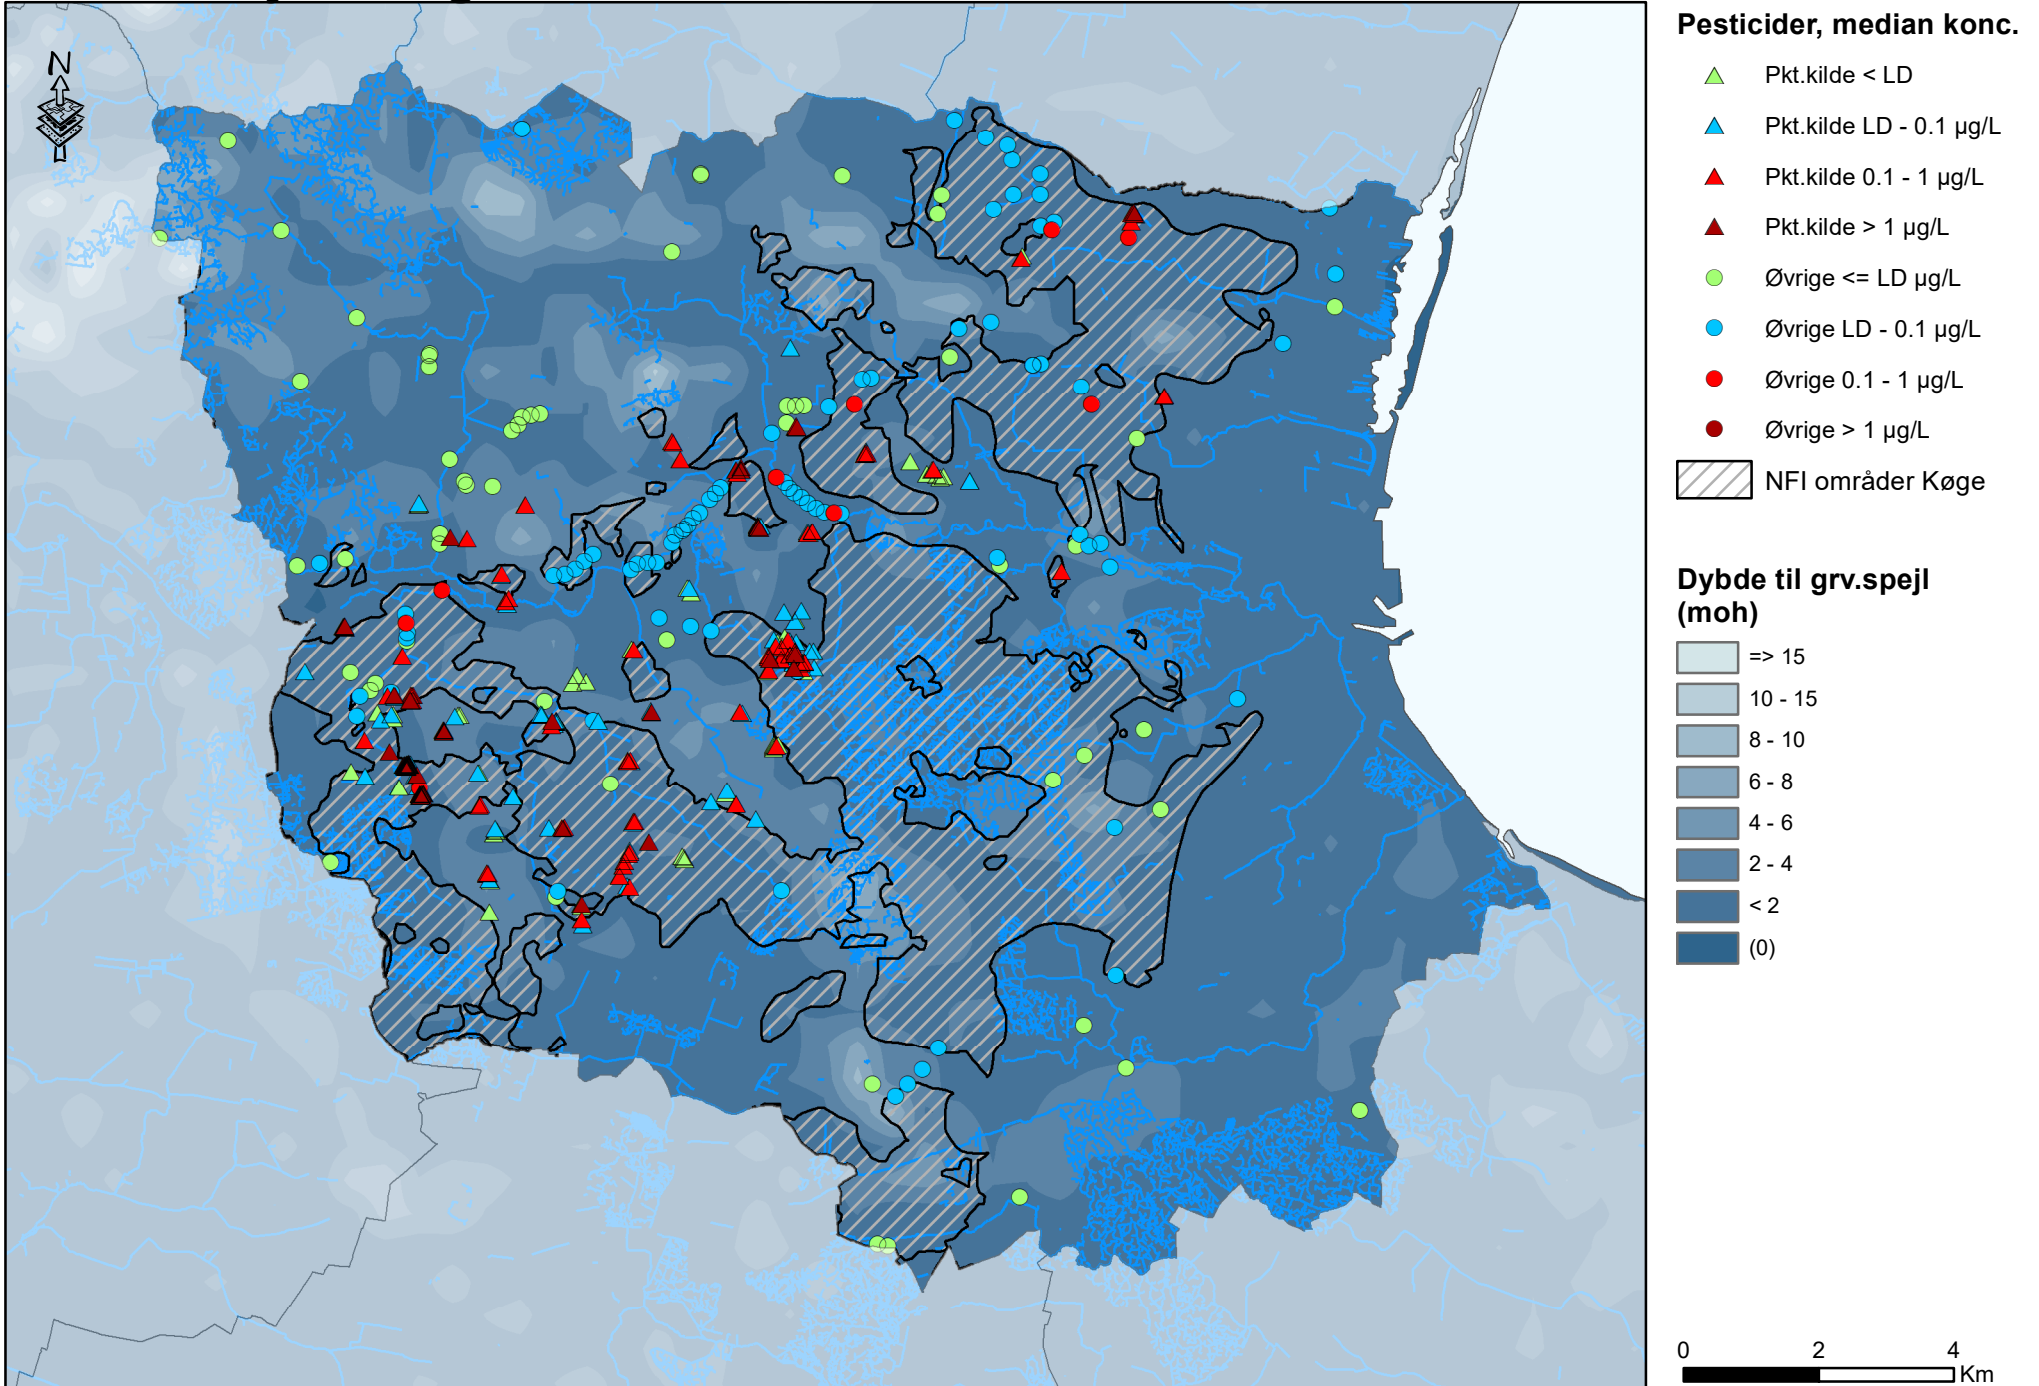 N
Pesticider, median konc.
Pkt.kilde < LD
Pkt.kilde LD - 0.1 µg/L
Pkt.kilde 0.1 - 1 µg/L
Pkt.kilde > 1 µg/L
Øvrige <= LD µg/L
Øvrige LD - 0.1 µg/L
Øvrige 0.1 - 1 µg/L
Øvrige > 1 µg/L
NFI områder Køge
Dybde til grv.spejl
(moh)
=> 15
10 - 15
8 - 10
6 - 8
4 - 6
2 - 4
< 2
(0)
0 2 4
Km